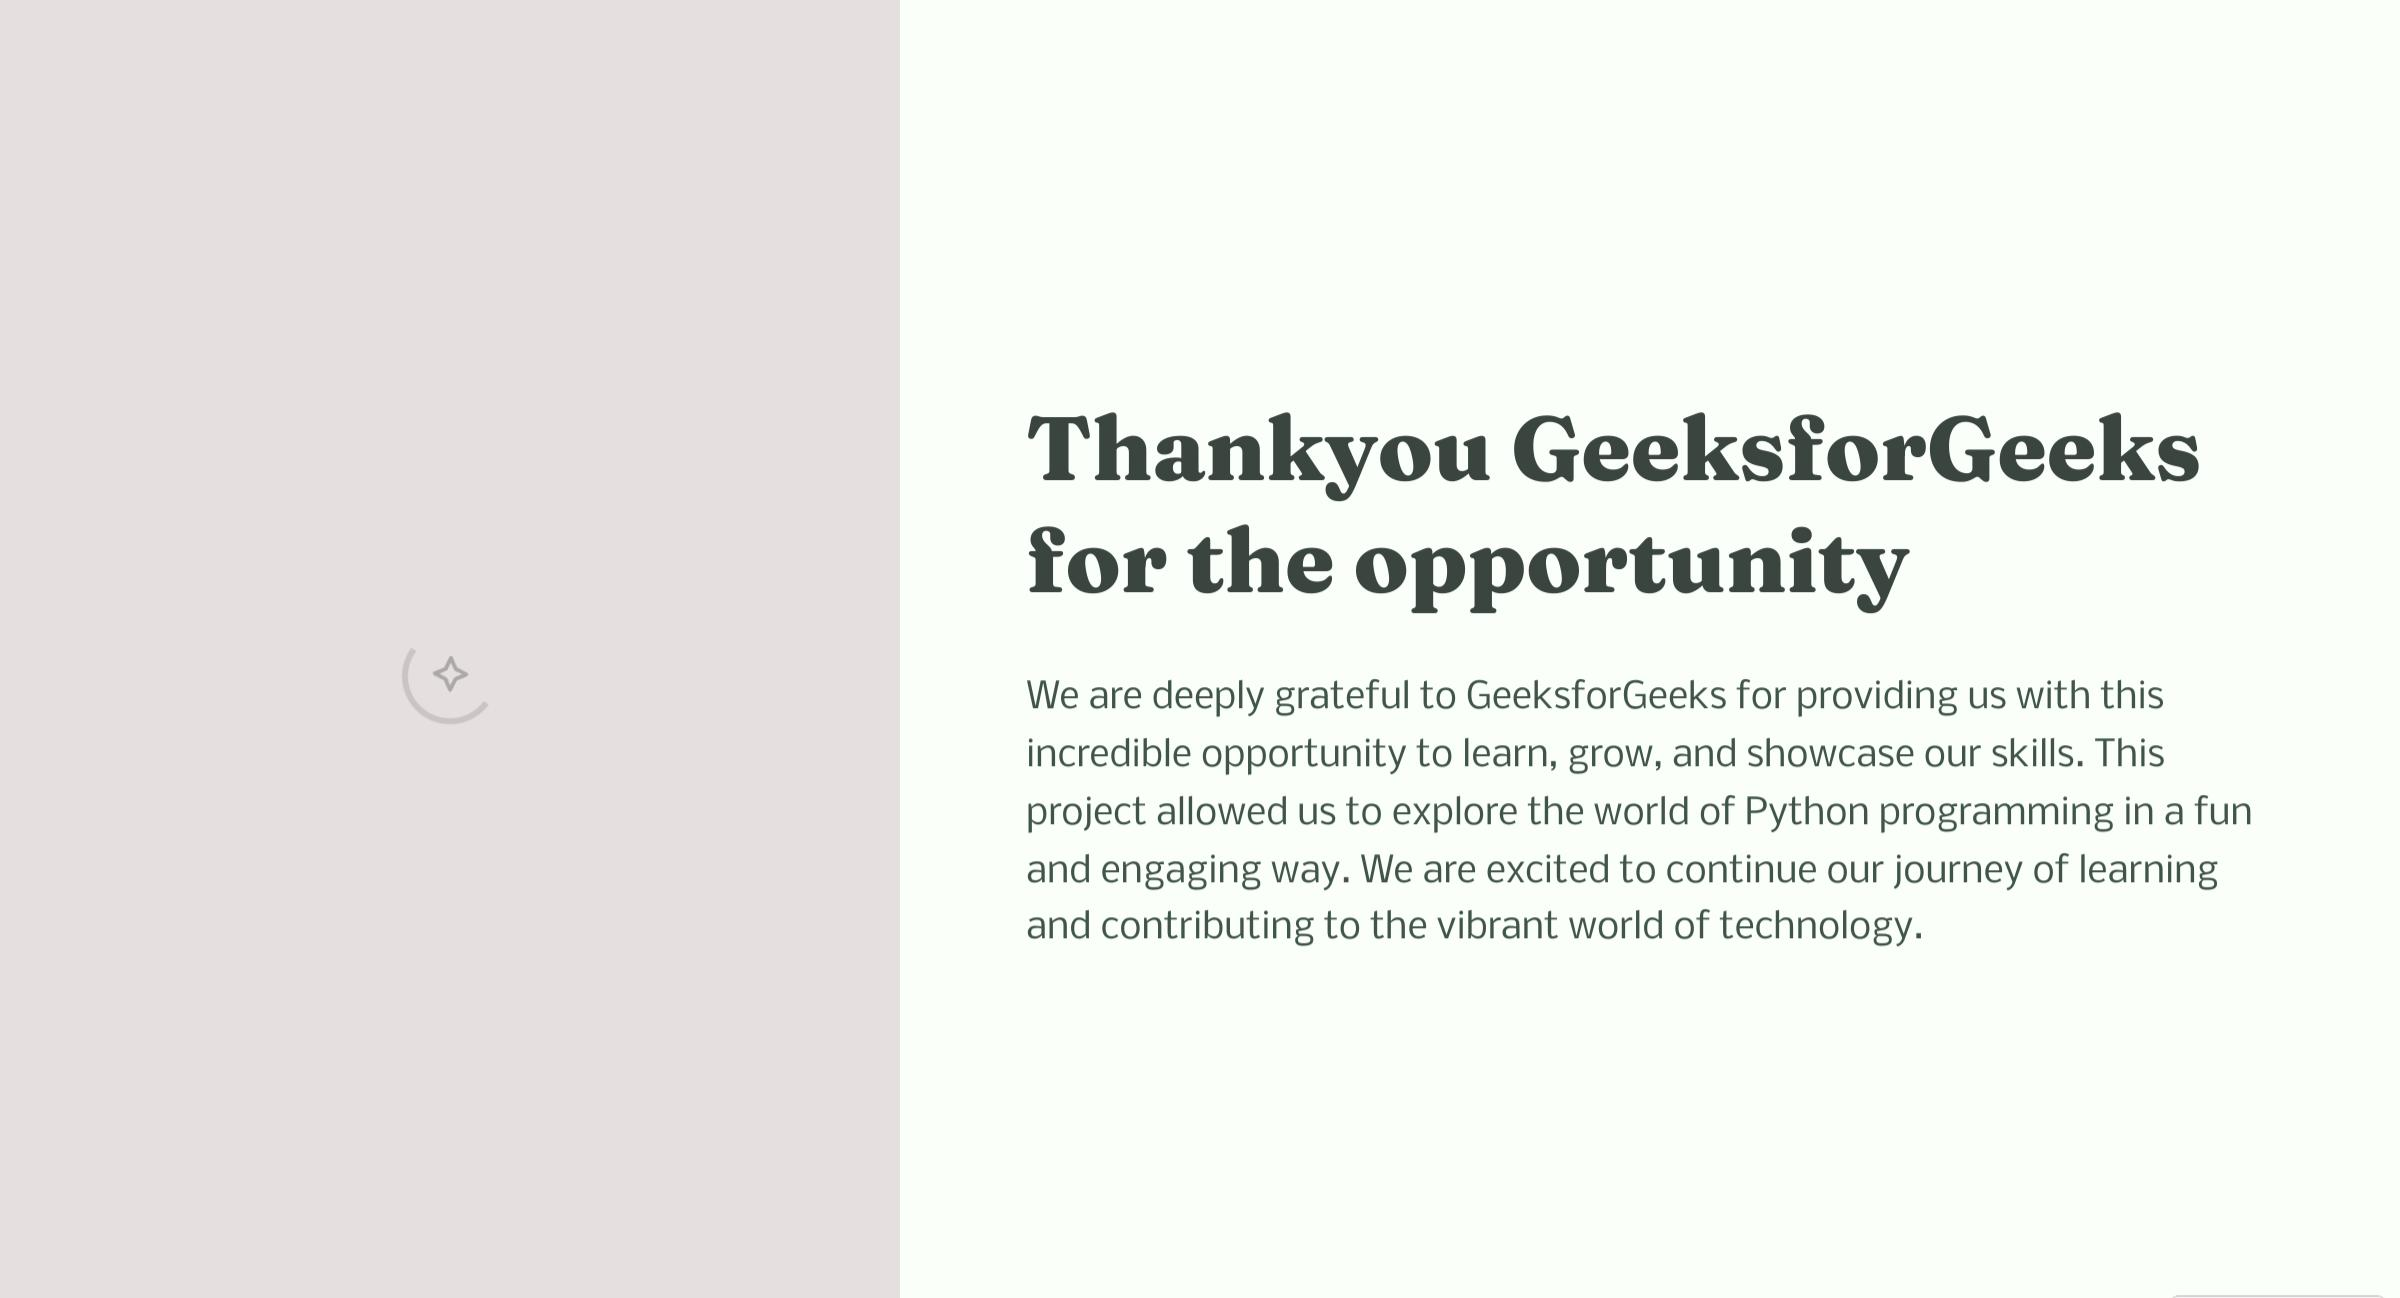 Thankyou GeeksforGeeks
for the opportunity
We are deeply grateful to GeeksforGeeks for providing us with this
incredible opportunity to learn, grow, and showcase our skills. This
project allowed us to explore the world of Python programming in a fun
and engaging way. We are excited to continue our journey of learning
and contributing to the vibrant world of technology.